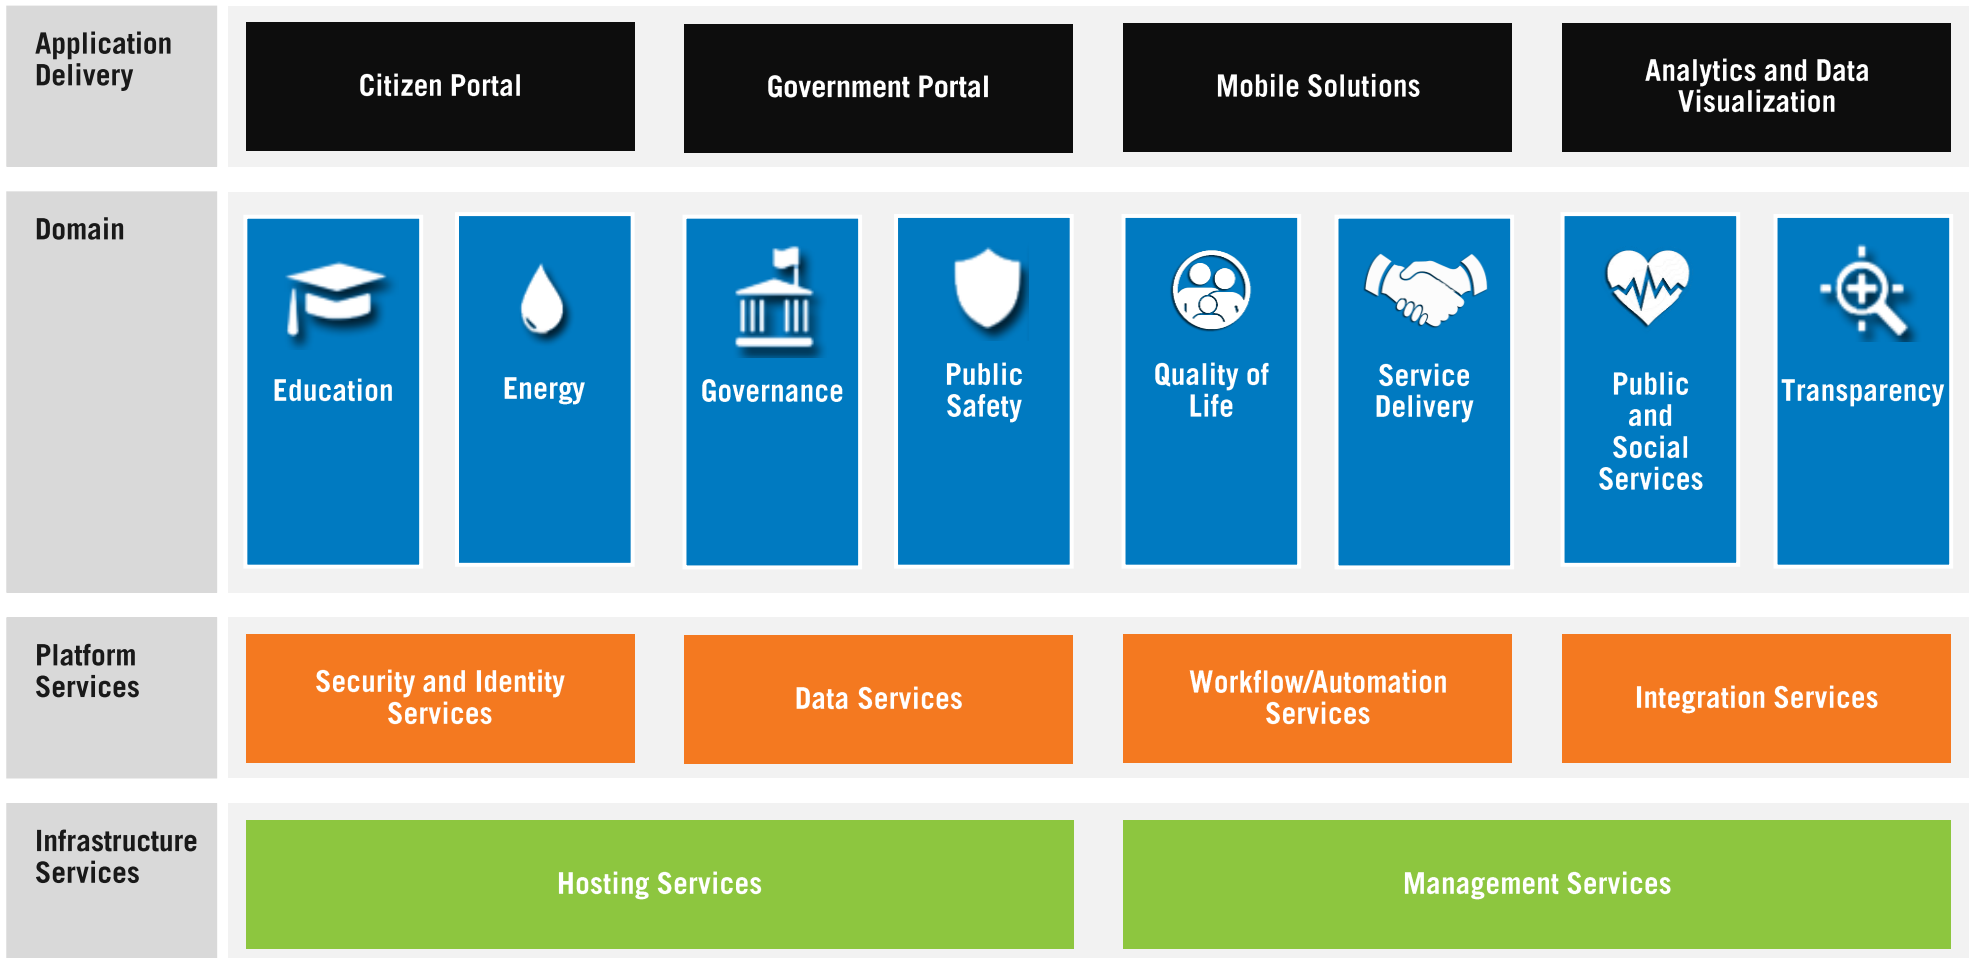 Application
Delivery
Citizen Portal
Government Portal
Mobile Solutions
Analytics and Data
Visualization
Domain
Education
Energy
Governance
Public
Safety
Quality of
Life
Service
Delivery
Public
and
Social
Services
Transparency
Platform
Services
Security and Identity
Services
Data Services
Workflow/Automation
Services
Integration Services
Infrastructure
Services
Hosting Services
Management Services